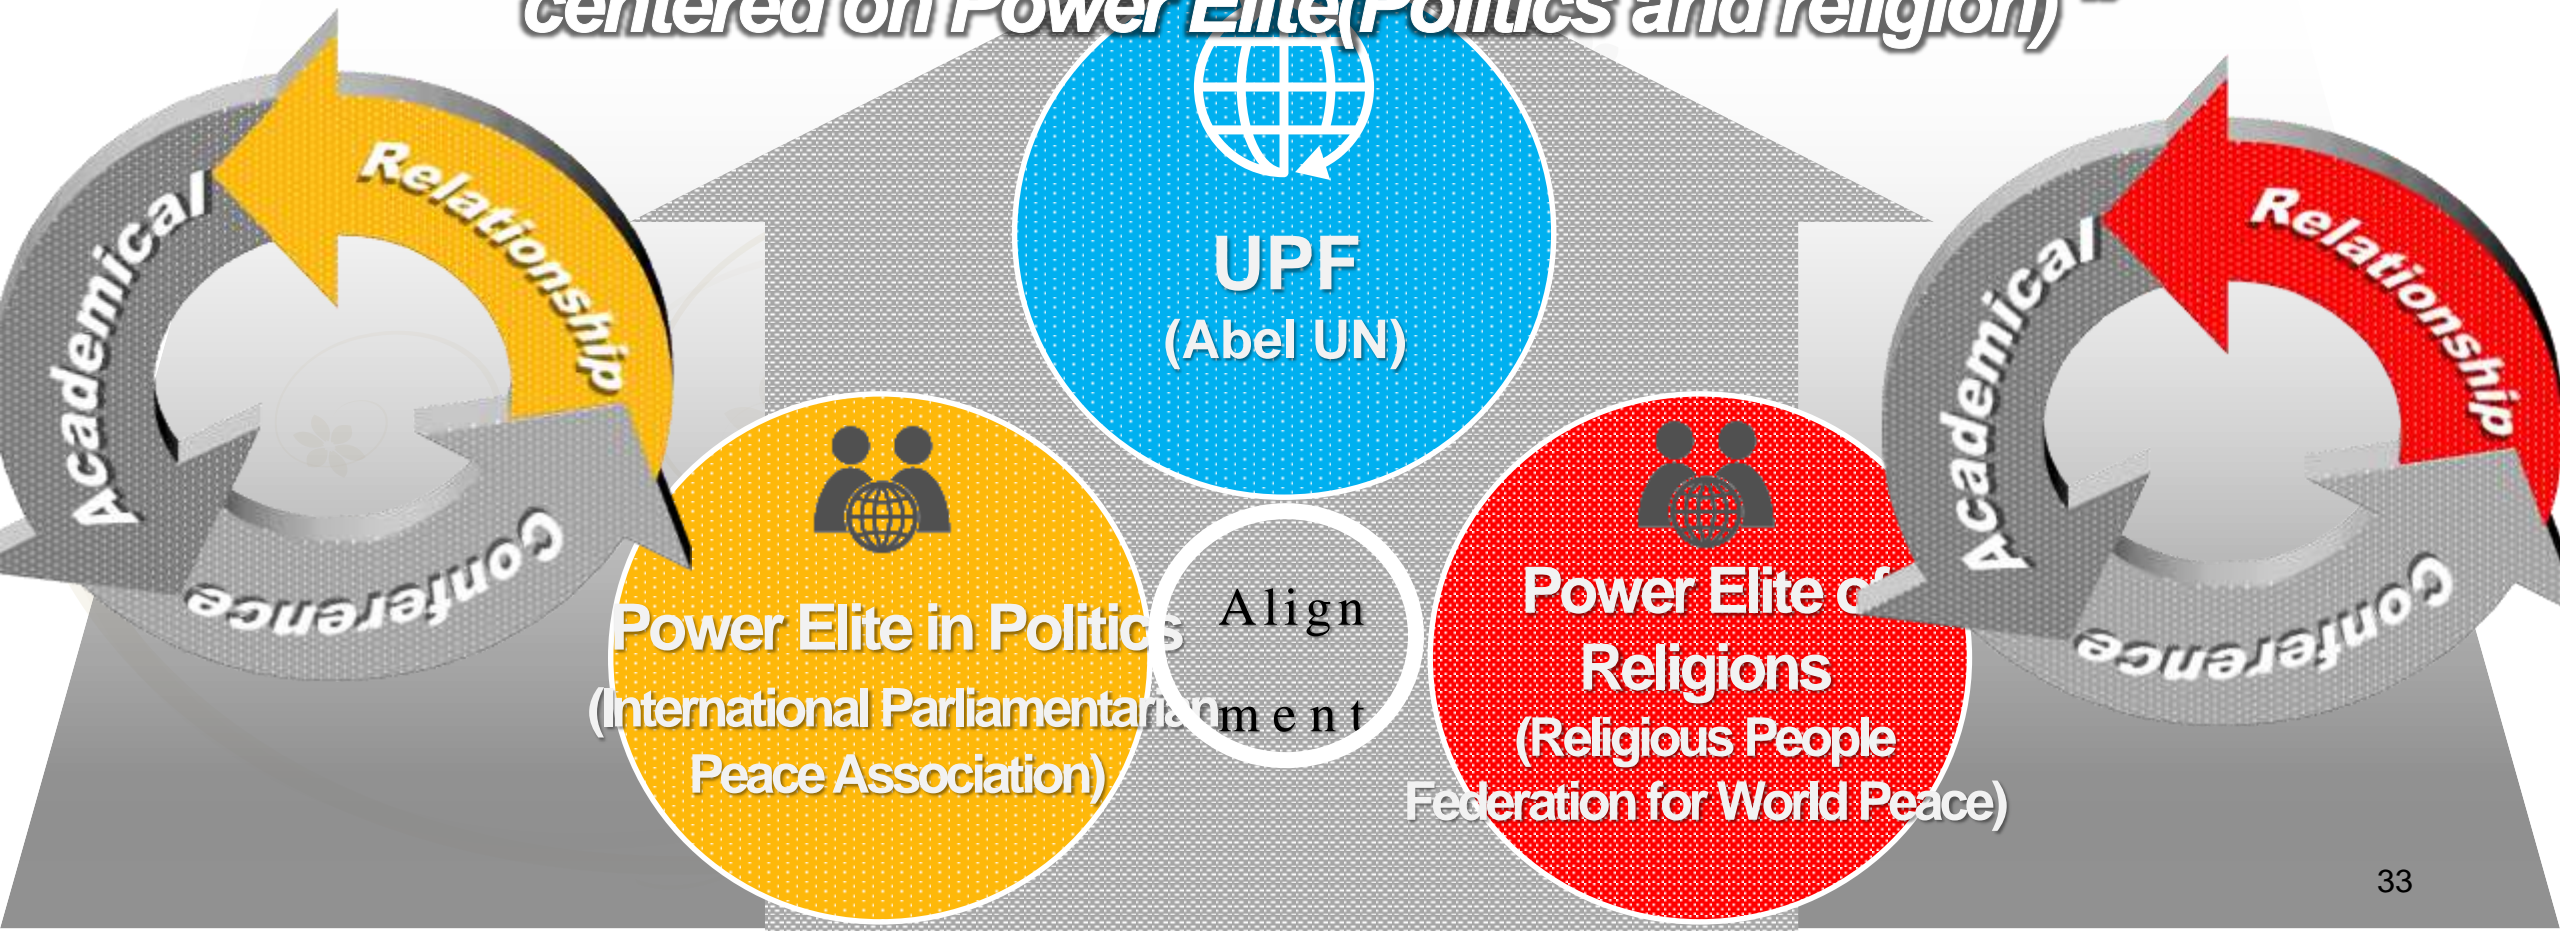 centered on Power Elite(Politics and religion)
Relationship
Academical
Conference
UPF
(Abel UN)
Relationship
Academical
Conference
Power Elite in Politics
(International Parliamentarian
Peace Association)
Align
ment
Power Elite of
Religions
(Religious People
Federation for World Peace)
33